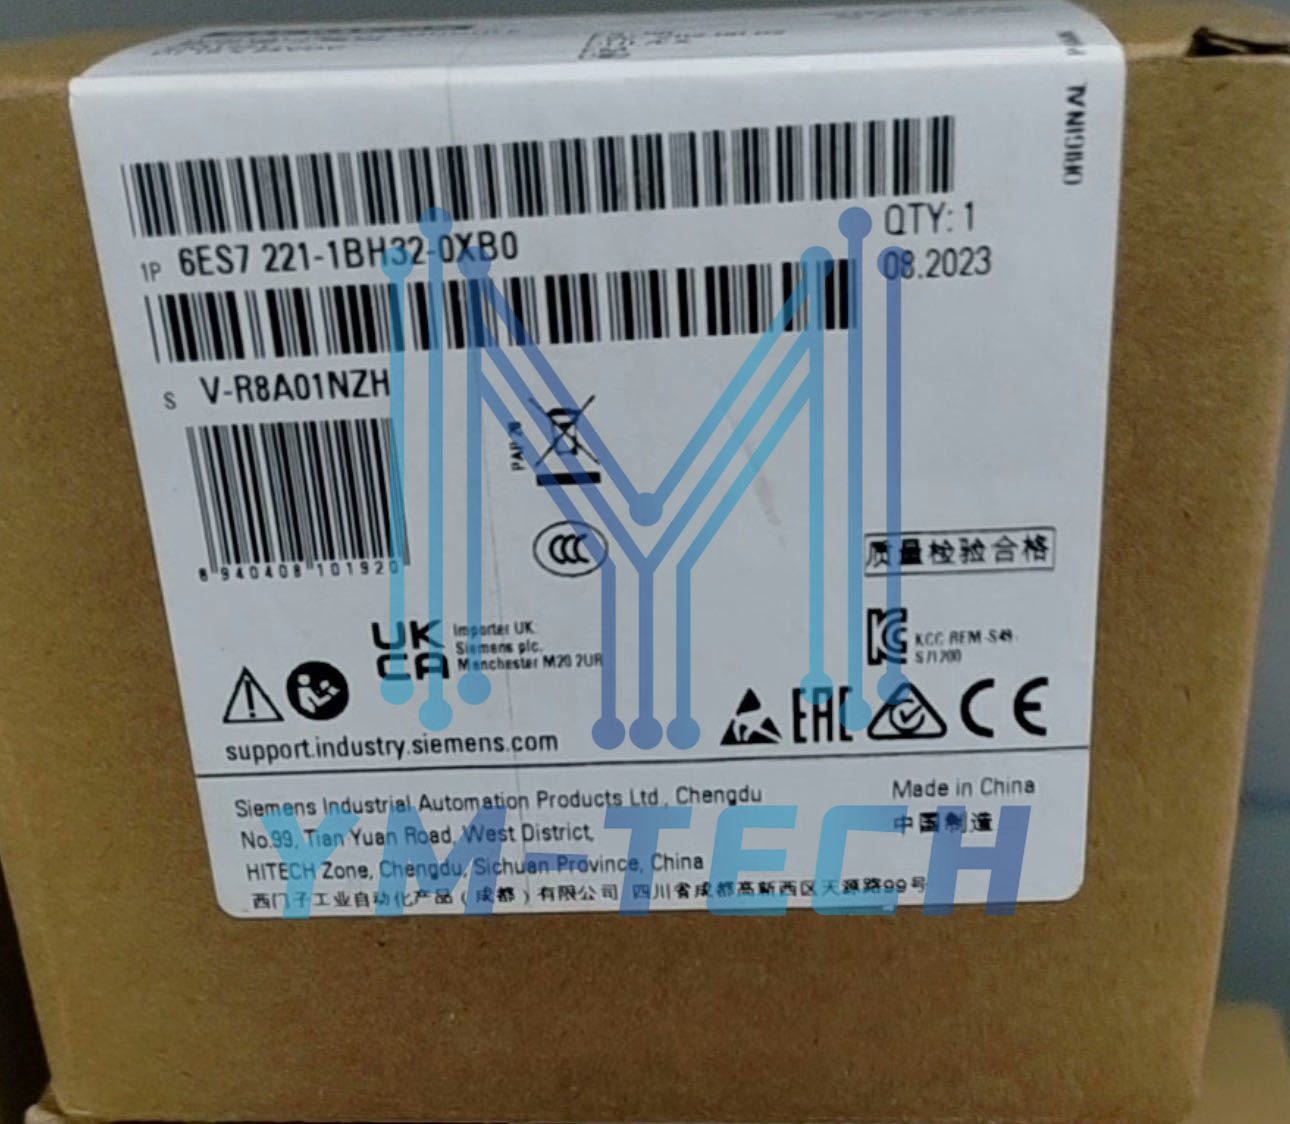 ORIGINAL
1P 6ES7 221-1BH32-0XB0
QTY: 1
08.2023
S V-R8A01NZH
PAP 20
8 940408 101920
质量检验合格
UK
CA
Importer UK:
Siemens plc,
Manchester M20 2UR
KCC-REM-S49-
S71200
EAC
CE
support.industry.siemens.com
Siemens Industrial Automation Products Ltd., Chengdu
No.99, Tian Yuan Road, West District,
HITECH Zone, Chengdu, Sichuan Province, China
西门子工业自动化产品(成都)有限公司 四川省成都高新西区天源路99号
Made in China
中国制造
YM-TECH